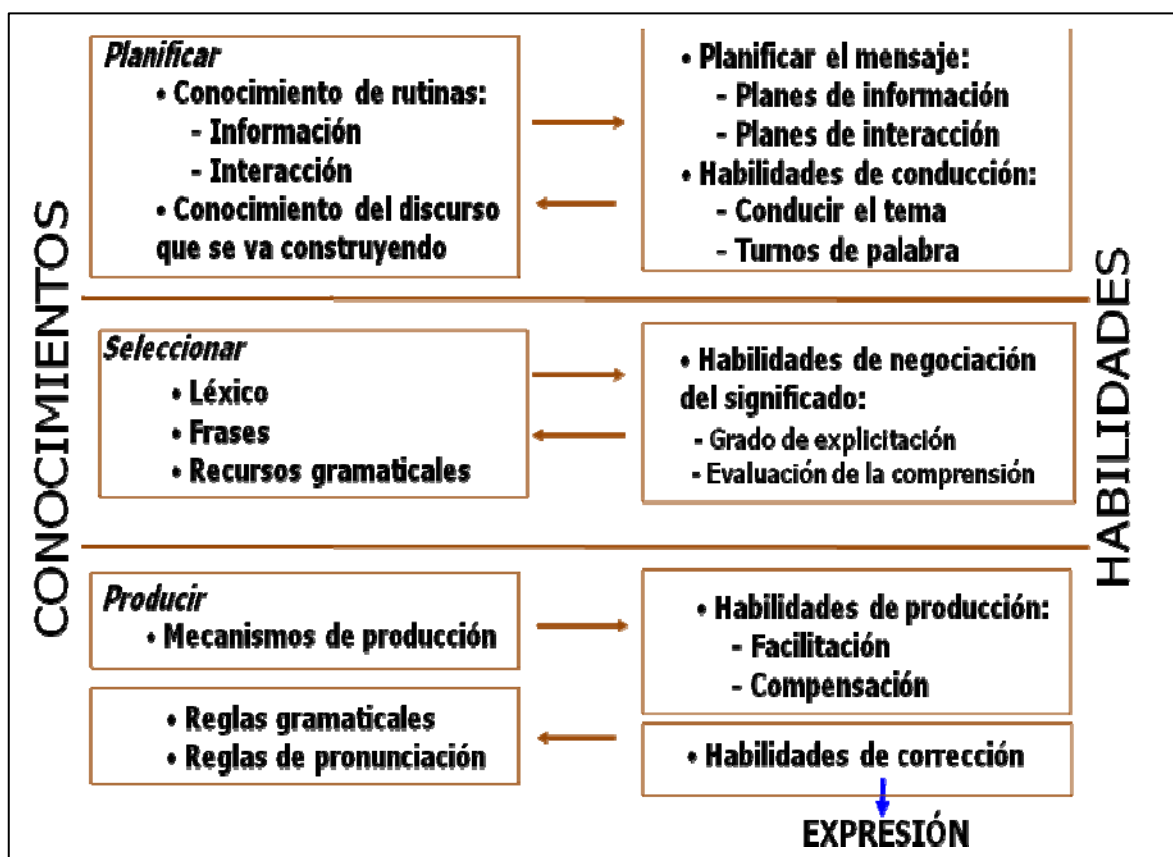 CONOCIMIENTOS
Planificar
• Conocimiento de rutinas:
- Información
- Interacción
• Conocimiento del discurso
que se va construyendo
• Planificar el mensaje:
- Planes de información
- Planes de interacción
• Habilidades de conducción:
- Conducir el tema
- Turnos de palabra
Seleccionar
• Léxico
• Frases
• Recursos gramaticales
• Habilidades de negociación
del significado:
- Grado de explicitación
- Evaluación de la comprensión
Producir
• Mecanismos de producción
• Habilidades de producción:
- Facilitación
- Compensación
• Reglas gramaticales
• Reglas de pronunciación
• Habilidades de corrección
EXPRESIÓN
HABILIDADES